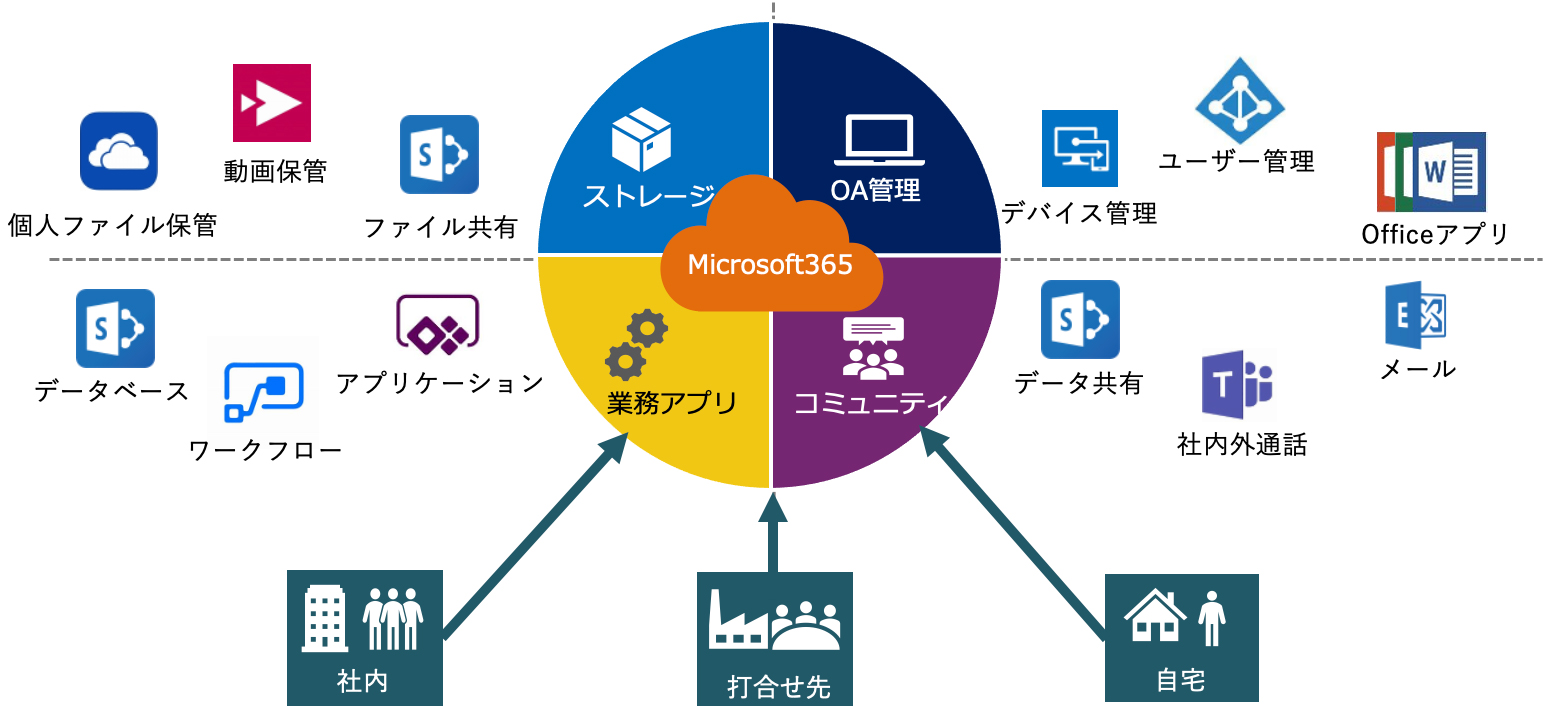 動画保管
個人ファイル保管
ファイル共有
S
ストレージ
OA管理
デバイス管理
ユーザー管理
W
Officeアプリ
Microsoft365
S
データベース
ワークフロー
アプリケーション
業務アプリ
コミュニティ
S
データ共有
T
社内外通話
E
メール
社内
打合せ先
自宅